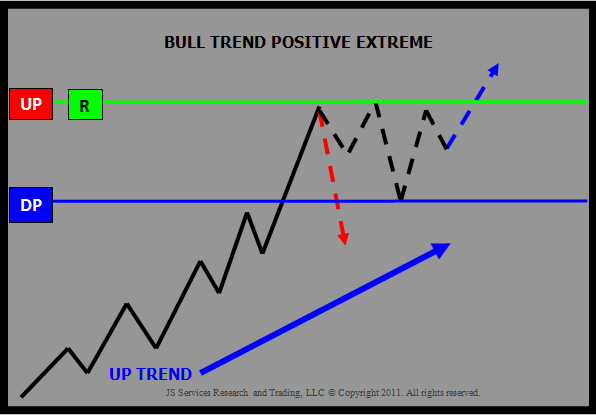 BULL TREND POSITIVE EXTREME
UP R
DP
UP TREND
JS Services Research and Trading, LLC © Copyright 2011. All rights reserved.